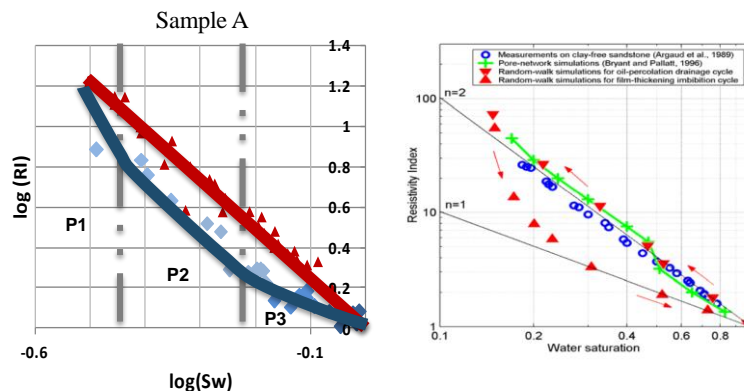 Sample A
1.4
1.2
1
0.8
0.6
0.4
0.2
0
log (RI)
P1
P2
P3
-0.6
-0.1
log(Sw)
Measurements on clay-free sandstone (Argaud et al., 1989)
Pore-network simulations (Bryant and Pallatt, 1996)
Random-walk simulations for oil-percolation drainage cycle
Random-walk simulations for film-thickening imbibition cycle
n=2
n=1
100
10
1
Resistivity Index
0.1
0.2
0.4
0.6
0.8
Water saturation